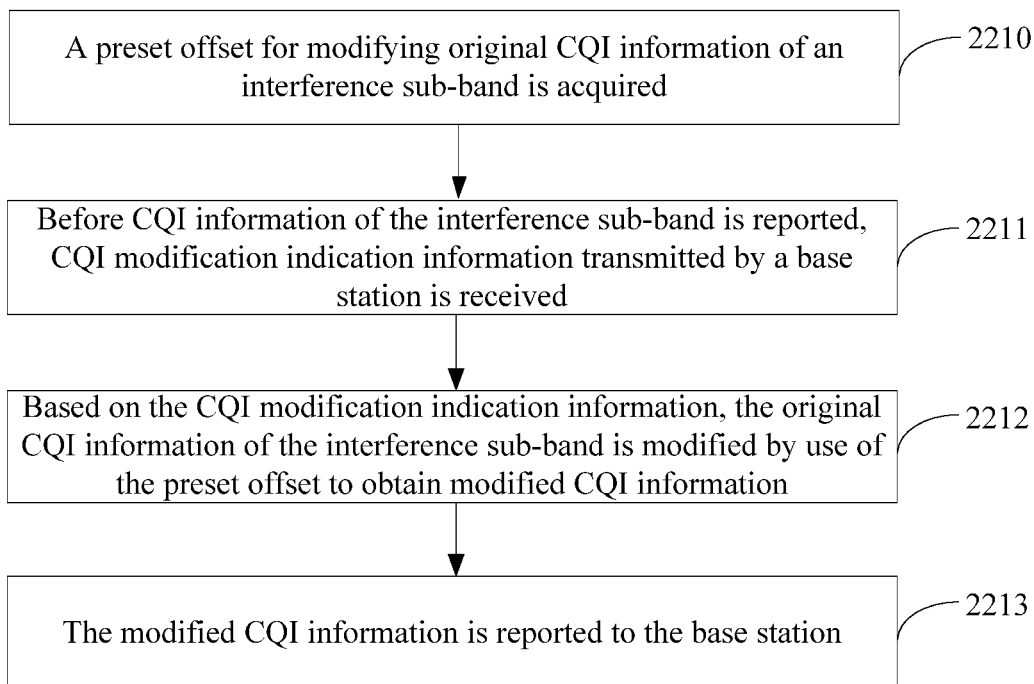 A preset offset for modifying original CQI information of an
interference sub-band is acquired
2210
Before CQI information of the interference sub-band is reported,
CQI modification indication information transmitted by a base
station is received
2211
Based on the CQI modification indication information, the original
CQI information of the interference sub-band is modified by use of
the preset offset to obtain modified CQI information
2212
The modified CQI information is reported to the base station
2213